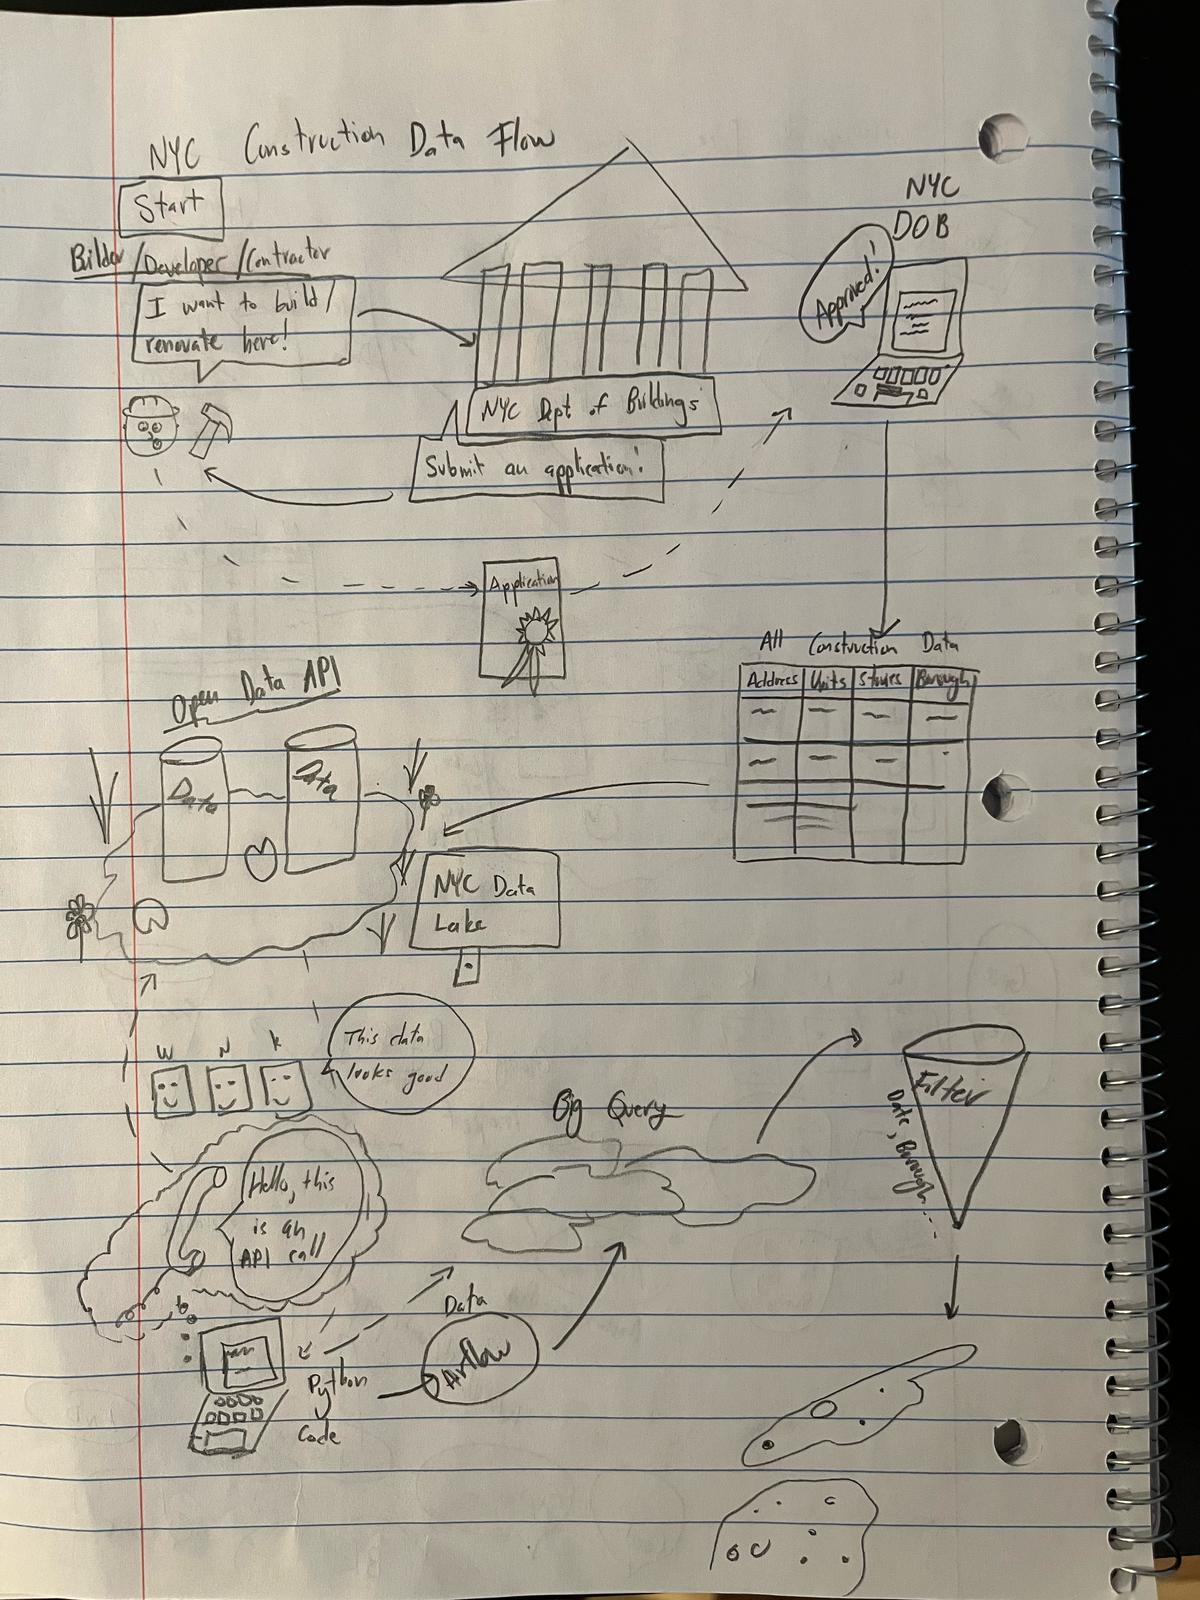 NYC Construction Data Flow
Start
Builder/Developer/Contractor
I want to build/
renovate here!
NYC Dept of Buildings
Submit an application!
NYC
DOB
Approved!
Application
All Construction Data
Address Units Stories Borough
Open Data API
Data
Data
NYC Data
Lake
W N K
This data
looks good
Hello, this
is an
API call
Big Query
Filter
Date, Borough...
Data
Airflow
Python
Code